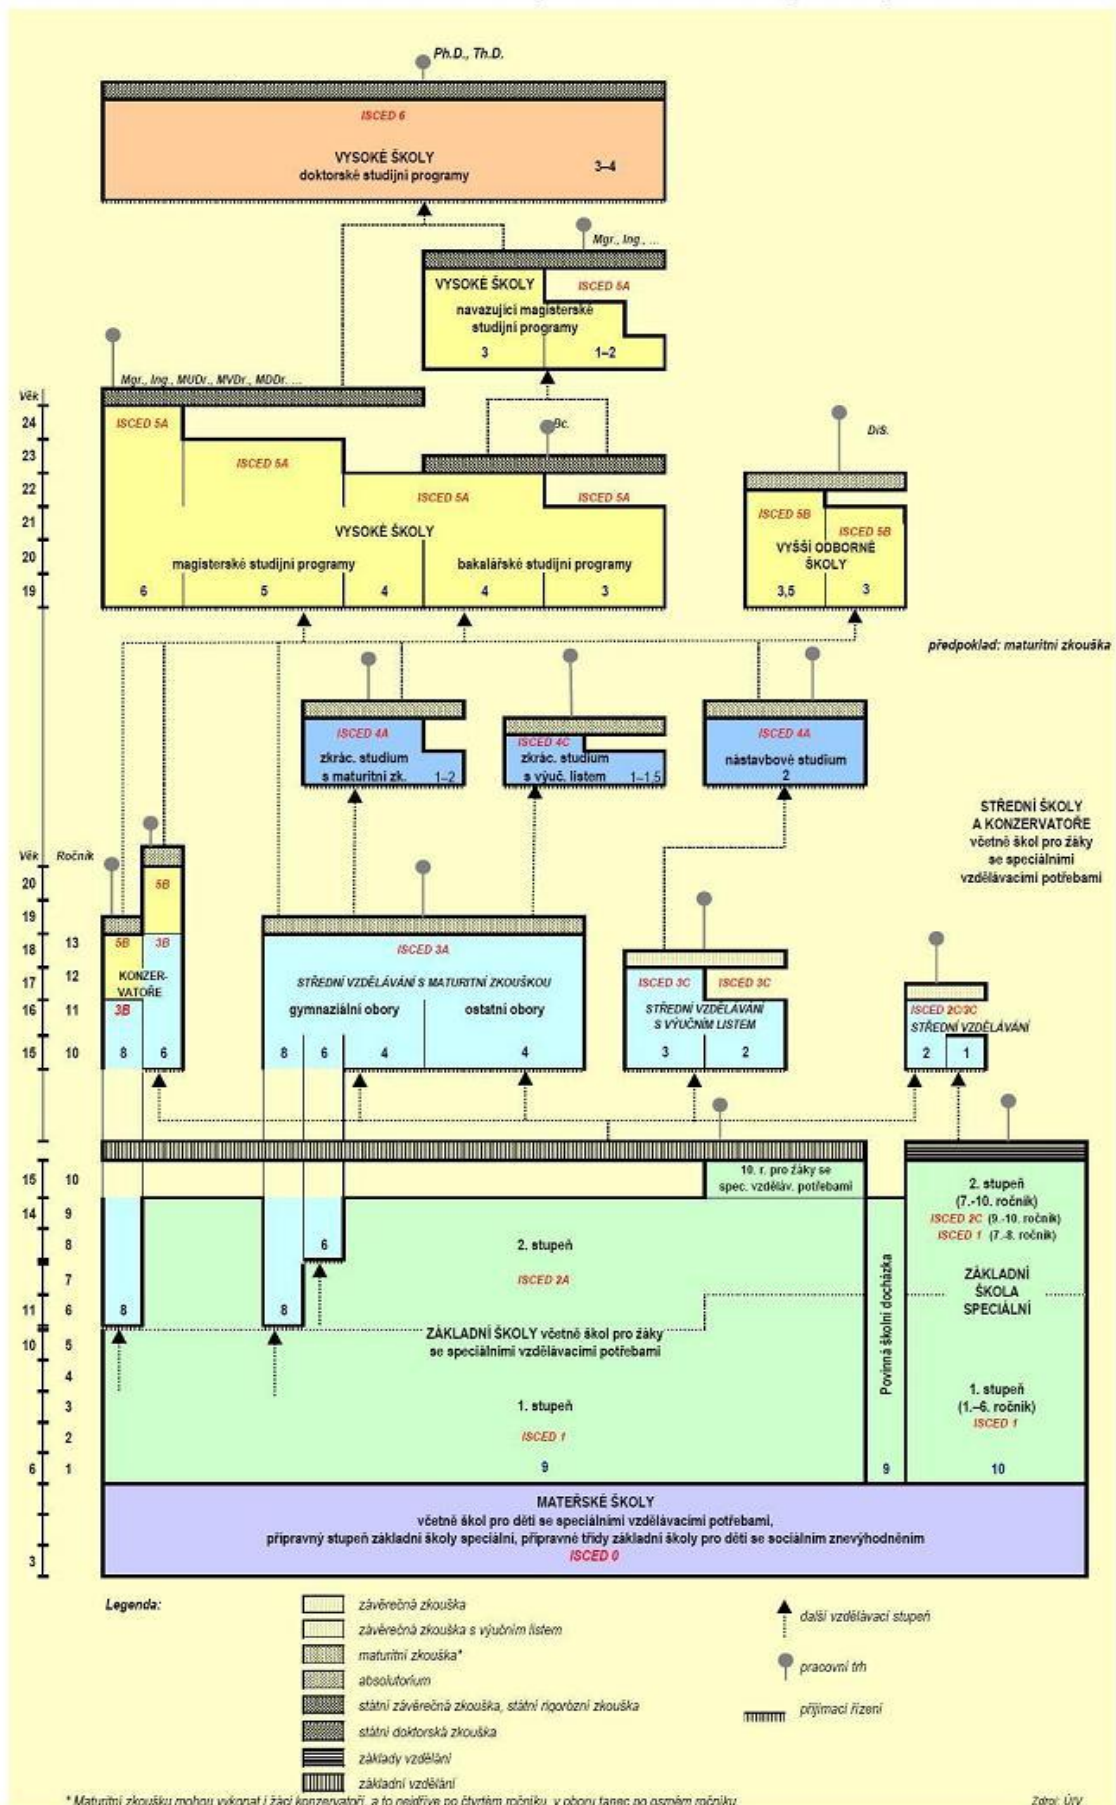 Ph.D., Th.D.
ISCED 6
VYSOKÉ ŠKOLY
doktorské studijní programy
3–4
Mgr., Ing., ...
VYSOKÉ ŠKOLY
ISCED 5A
navazující magisterské
studijní programy
3
1–2
Mgr., Ing., MUDr., MVDr., MDDr. ...
Věk
24
23
22
21
20
19
ISCED 5A
ISCED 5A
ISCED 5A
Bc.
ISCED 5A
VYSOKÉ ŠKOLY
magisterské studijní programy
bakalářské studijní programy
6
5
4
4
3
DiS.
ISCED 5B
ISCED 5B
VYŠŠÍ ODBORNÉ
ŠKOLY
3,5
3
předpoklad: maturitní zkouška
ISCED 4A
zkrác. studium
s maturitní zk.
1–2
ISCED 4C
zkrác. studium
s výuč. listem
1–1,5
ISCED 4A
nástavbové studium
2
STŘEDNÍ ŠKOLY
A KONZERVATOŘE
včetně škol pro žáky
se speciálními
vzdělávacími potřebami
Věk
Ročník
20
19
18
13
17
12
16
11
15
10
5B
5B
3B
KONZER-
VATOŘE
3B
8
6
ISCED 3A
STŘEDNÍ VZDĚLÁVÁNÍ S MATURITNÍ ZKOUŠKOU
gymnaziální obory
ostatní obory
8
6
4
4
ISCED 3C
ISCED 3C
STŘEDNÍ VZDĚLÁVÁNÍ
S VÝUČNÍM LISTEM
3
2
ISCED 2C/3C
STŘEDNÍ VZDĚLÁVÁNÍ
2
1
15
10
14
9
8
7
11
6
10
5
4
3
2
6
1
3
10. r. pro žáky se
spec. vzděláv. potřebami
8
8
6
2. stupeň
ISCED 2A
ZÁKLADNÍ ŠKOLY včetně škol pro žáky
se speciálními vzdělávacími potřebami
1. stupeň
ISCED 1
9
Povinná školní docházka
9
2. stupeň
(7.-10. ročník)
ISCED 2C (9.-10. ročník)
ISCED 1 (7.-8. ročník)
ZÁKLADNÍ
ŠKOLA
SPECIÁLNÍ
1. stupeň
(1.–6. ročník)
ISCED 1
10
MATEŘSKÉ ŠKOLY
včetně škol pro děti se speciálními vzdělávacími potřebami,
přípravný stupeň základní školy speciální, přípravné třídy základní školy pro děti se sociálním znevýhodněním
ISCED 0
Legenda:
závěrečná zkouška
závěrečná zkouška s výučním listem
maturitní zkouška*
absolutorium
státní závěrečná zkouška, státní rigorózní zkouška
státní doktorská zkouška
základy vzdělání
základní vzdělání
další vzdělávací stupeň
pracovní trh
přijímací řízení
* Maturitní zkoušku mohou vykonat i žáci konzervatoří, a to nejdříve po čtvrtém ročníku, v oboru tanec po osmém ročníku
Zdroj: ÚIV